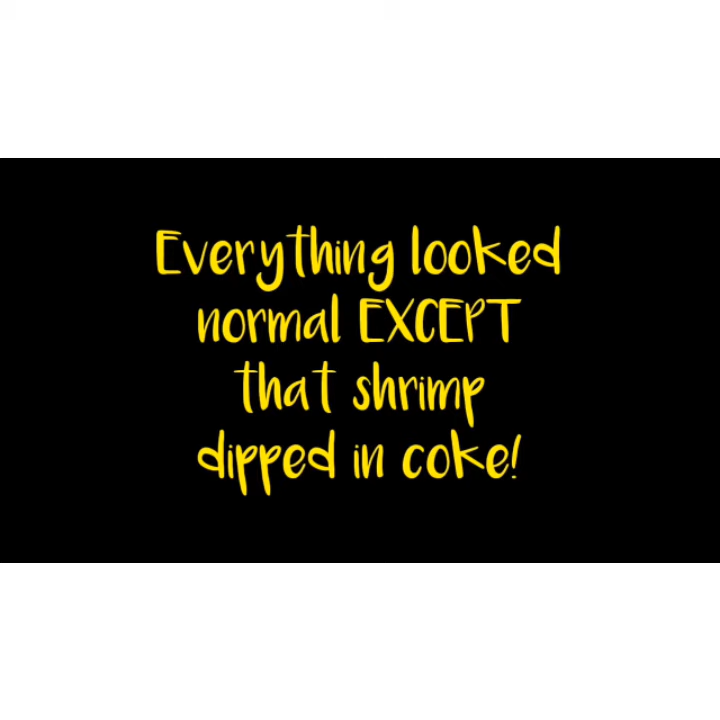 Everything looked
normal EXCEPT
that shrimp
dipped in coke!